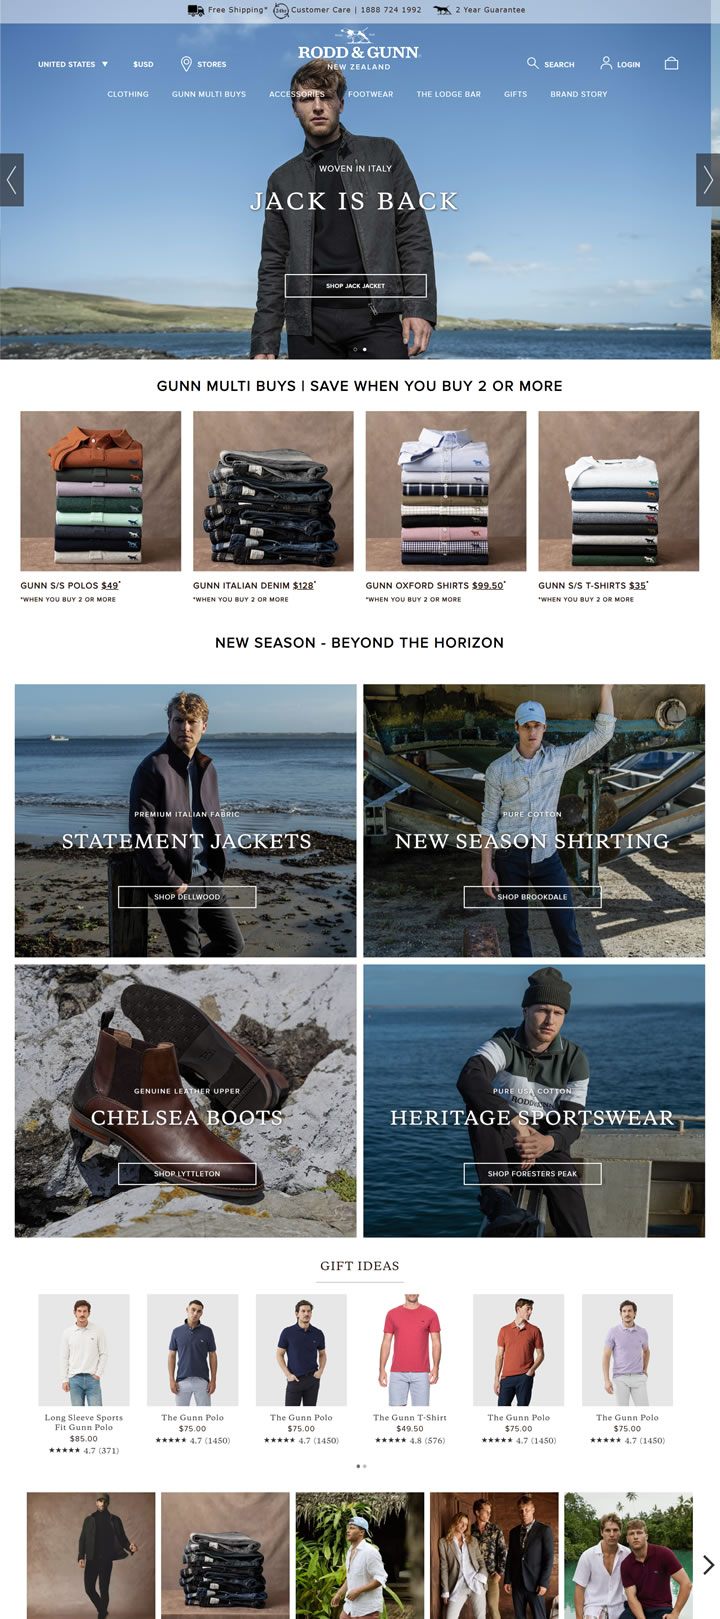 Free Shipping* 24hr Customer Care | 1888 724 1992 2 Year Guarantee
RODD & GUNN
NEW ZEALAND
UNITED STATES ▼ $USD STORES SEARCH LOGIN
CLOTHING GUNN MULTI BUYS ACCESSORIES FOOTWEAR THE LODGE BAR GIFTS BRAND STORY
WOVEN IN ITALY
JACK IS BACK
SHOP JACK JACKET
GUNN MULTI BUYS | SAVE WHEN YOU BUY 2 OR MORE
GUNN S/S POLOS $49* GUNN ITALIAN DENIM $128* GUNN OXFORD SHIRTS $99.50* GUNN S/S T-SHIRTS $35*
*WHEN YOU BUY 2 OR MORE *WHEN YOU BUY 2 OR MORE *WHEN YOU BUY 2 OR MORE *WHEN YOU BUY 2 OR MORE
NEW SEASON - BEYOND THE HORIZON
PREMIUM ITALIAN FABRIC
STATEMENT JACKETS
SHOP DELLWOOD
PURE COTTON
NEW SEASON SHIRTING
SHOP BROOKDALE
GENUINE LEATHER UPPER
CHELSEA BOOTS
SHOP LYTTLETON
PURE USA COTTON
HERITAGE SPORTSWEAR
SHOP FORESTERS PEAK
GIFT IDEAS
Long Sleeve Sports
Fit Gunn Polo
$85.00
★★★★★ 4.7 (371)
The Gunn Polo
$75.00
★★★★★ 4.7 (1450)
The Gunn Polo
$75.00
★★★★★ 4.7 (1450)
The Gunn T-Shirt
$49.50
★★★★★ 4.8 (576)
The Gunn Polo
$75.00
★★★★★ 4.7 (1450)
The Gunn Polo
$75.00
★★★★★ 4.7 (1450)